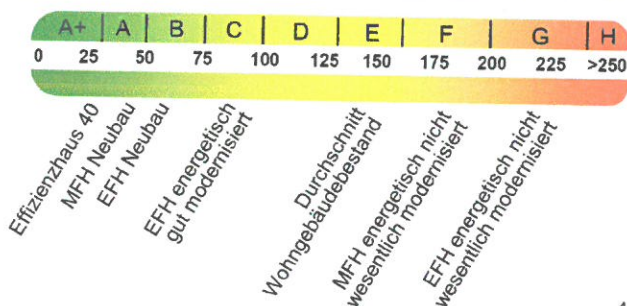 A+ | A | B | C | D | E | F | G | H
0 25 50 75 100 125 150 175 200 225 >250
Effizienzhaus 40
MFH Neubau
EFH Neubau
EFH energetisch
gut modernisiert
Durchschnitt
Wohngebäudebestand
MFH energetisch nicht
wesentlich modernisiert
EFH energetisch nicht
wesentlich modernisiert